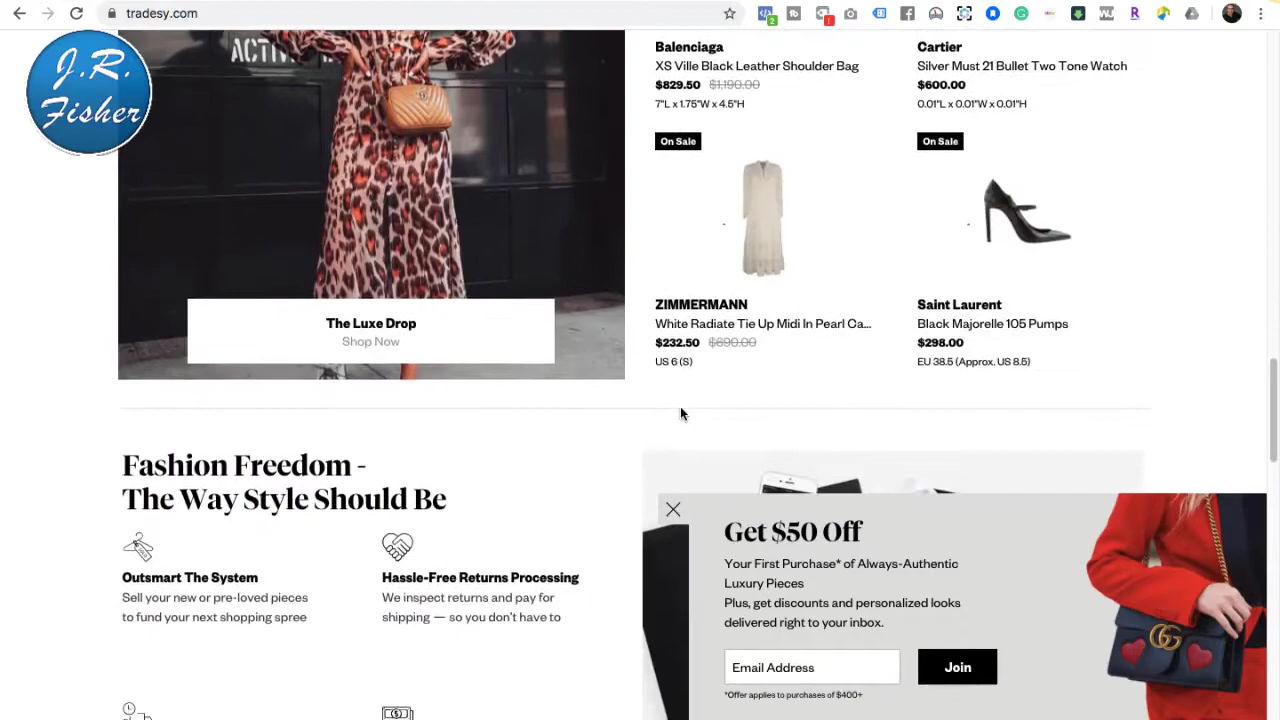 tradesy.com
J.R.
Fisher
Balenciaga
XS Ville Black Leather Shoulder Bag
$829.50 $1,190.00
7"L x 1.75"W x 4.5"H
Cartier
Silver Must 21 Bullet Two Tone Watch
$600.00
0.01"L x 0.01"W x 0.01"H
On Sale
ZIMMERMANN
White Radiate Tie Up Midi In Pearl Ca...
$232.50 $690.00
US 6 (S)
On Sale
Saint Laurent
Black Majorelle 105 Pumps
$298.00
EU 38.5 (Approx. US 8.5)
The Luxe Drop
Shop Now
Fashion Freedom -
The Way Style Should Be
Outsmart The System
Sell your new or pre-loved pieces
to fund your next shopping spree
Hassle-Free Returns Processing
We inspect returns and pay for
shipping — so you don't have to
Get $50 Off
Your First Purchase* of Always-Authentic
Luxury Pieces
Plus, get discounts and personalized looks
delivered right to your inbox.
Email Address
Join
*Offer applies to purchases of $400+